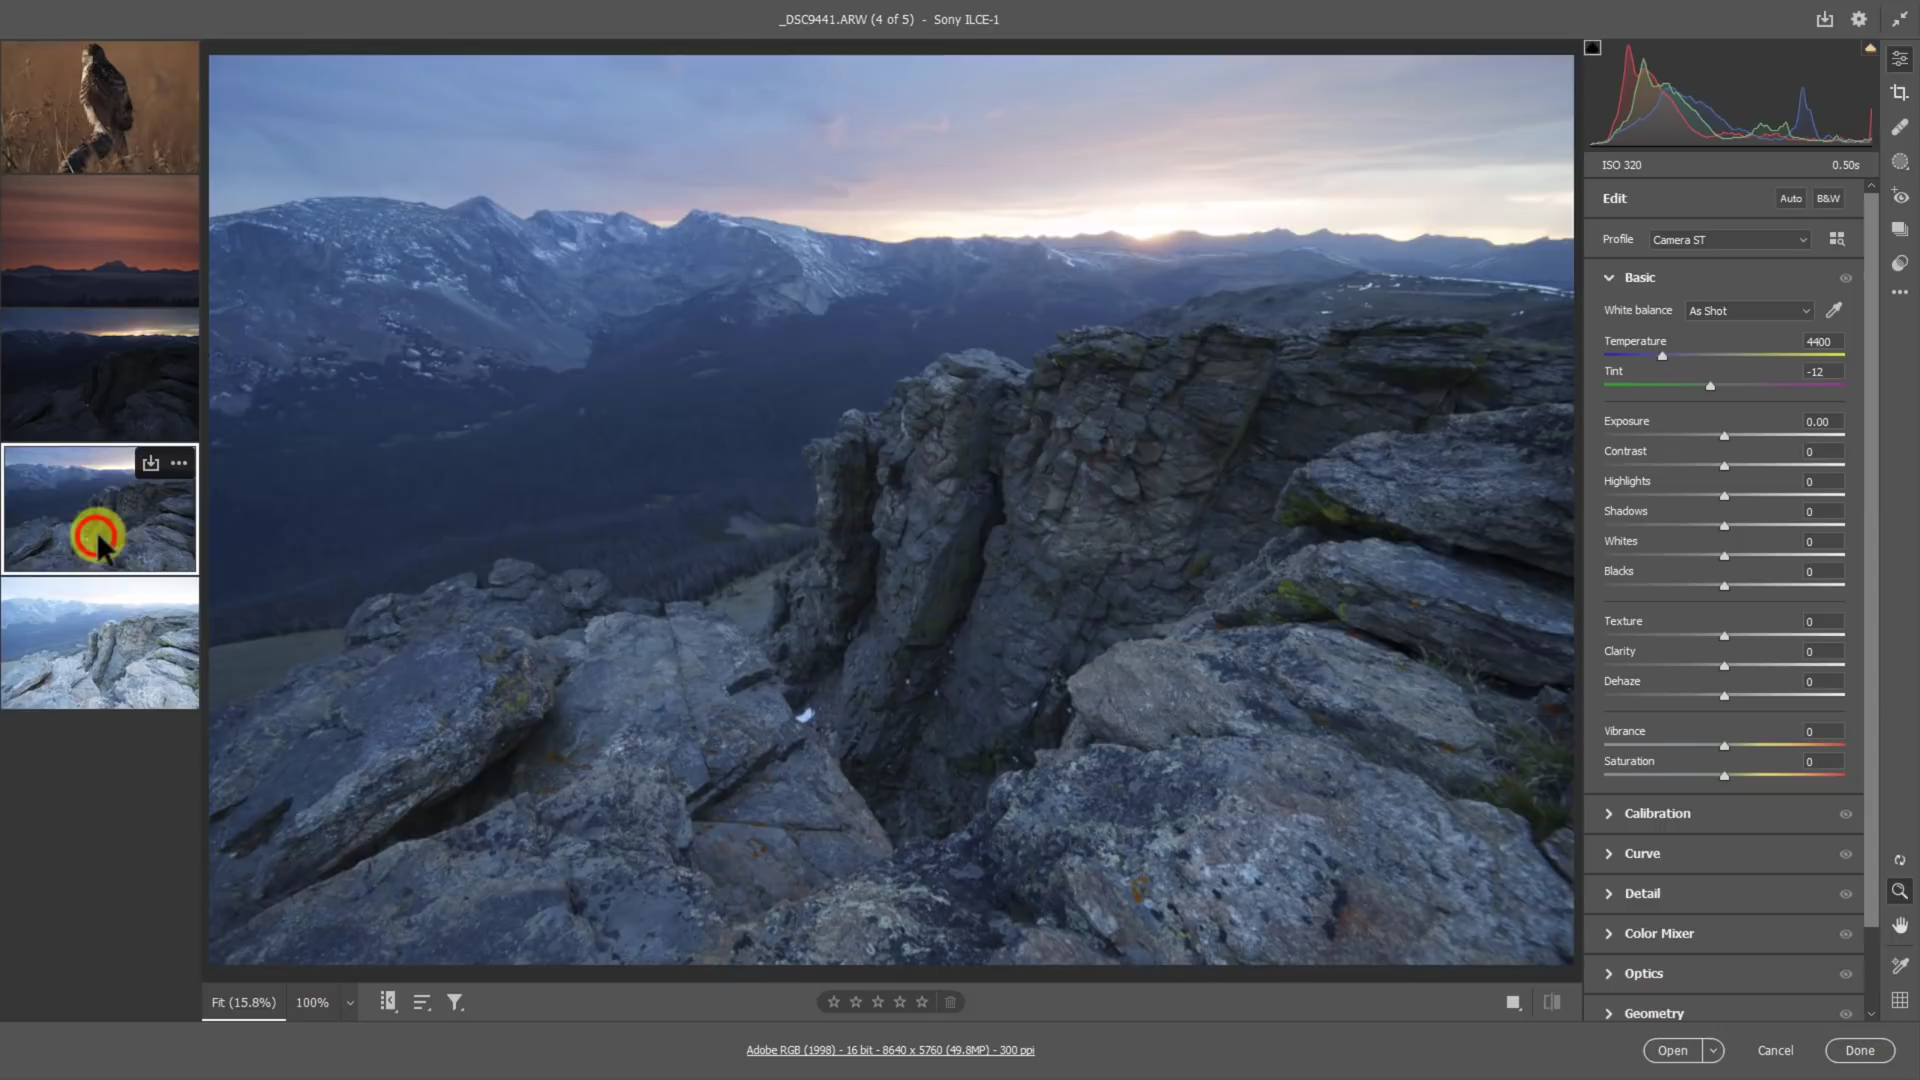 _DSC9441.ARW (4 of 5) - Sony ILCE-1
ISO 320 0.50s
Edit Auto B&W
Profile Camera ST
Basic
White balance As Shot
Temperature 4400
Tint -12
Exposure 0.00
Contrast 0
Highlights 0
Shadows 0
Whites 0
Blacks 0
Texture 0
Clarity 0
Dehaze 0
Vibrance 0
Saturation 0
Calibration
Curve
Detail
Color Mixer
Optics
Geometry
Fit (15.8%) 100%
Adobe RGB (1998) - 16 bit - 8640 x 5760 (49.8MP) - 300 ppi
Open Cancel Done